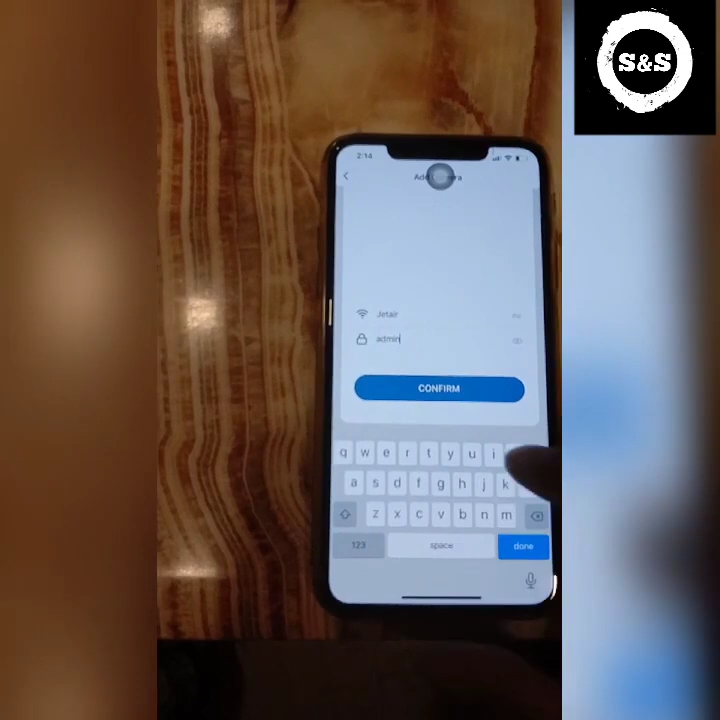 S&S
2:14
Jetair
admin
CONFIRM
q w e r t y u i
a s d f g h j k
z x c v b n m
123 space done